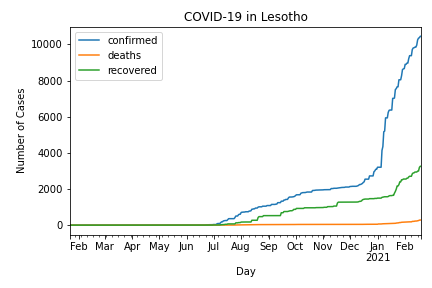 COVID-19 in Lesotho
confirmed
deaths
recovered
Number of Cases
10000
8000
6000
4000
2000
0
Feb Mar Apr May Jun Jul Aug Sep Oct Nov Dec Jan Feb
2021
Day